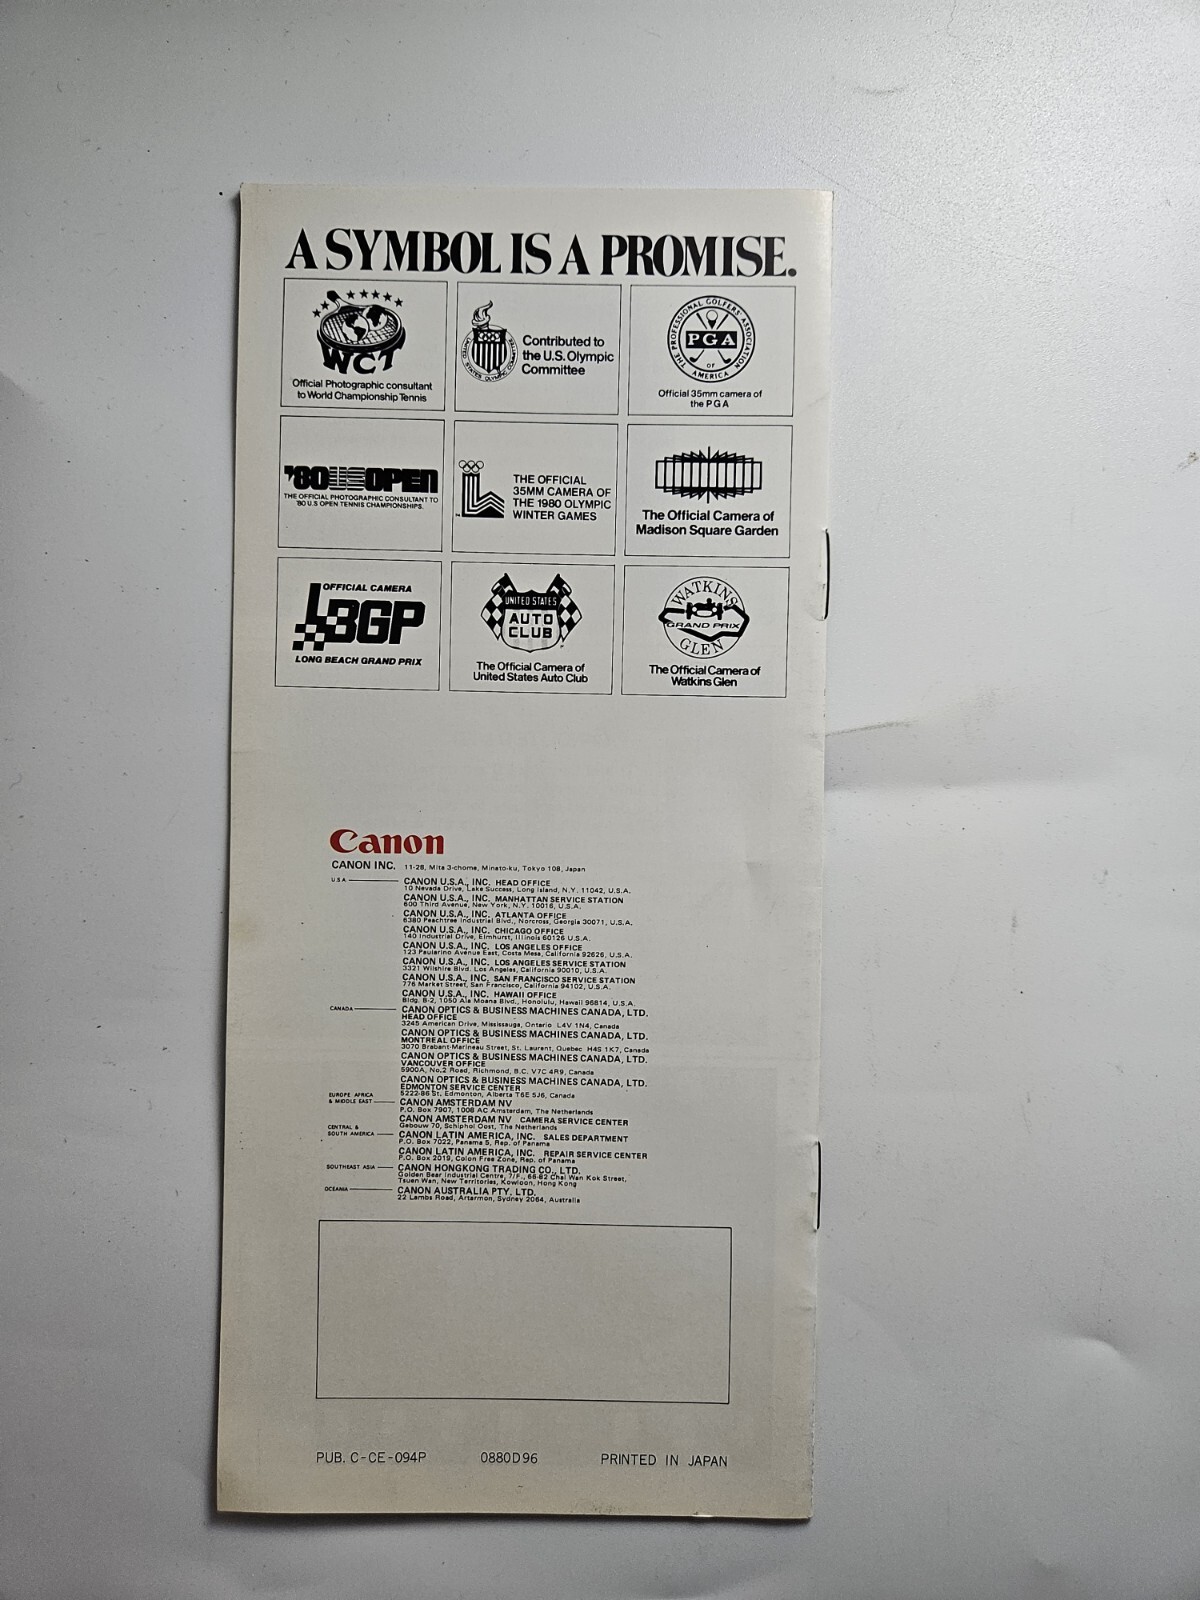 A SYMBOL IS A PROMISE.
WCT
Official Photographic consultant
to World Championship Tennis
UNITED STATES OLYMPIC COMMITTEE
Contributed to
the U.S. Olympic
Committee
THE PROFESSIONAL GOLFERS' ASSOCIATION
PGA
OF
AMERICA
Official 35mm camera of
the PGA
'80 US OPEN
THE OFFICIAL PHOTOGRAPHIC CONSULTANT TO
'80 U.S OPEN TENNIS CHAMPIONSHIPS.
THE OFFICIAL
35MM CAMERA OF
THE 1980 OLYMPIC
WINTER GAMES
TM
The Official Camera of
Madison Square Garden
OFFICIAL CAMERA
LBGP
LONG BEACH GRAND PRIX
UNITED STATES
AUTO
CLUB
The Official Camera of
United States Auto Club
WATKINS
GRAND PRIX
GLEN
The Official Camera of
Watkins Glen
Canon
CANON INC. 11-28, Mita 3-chome, Minato-ku, Tokyo 108, Japan
U.S.A. CANON U.S.A., INC. HEAD OFFICE
10 Nevada Drive, Lake Success, Long Island, N.Y. 11042, U.S.A.
CANON U.S.A., INC. MANHATTAN SERVICE STATION
600 Third Avenue, New York, N.Y. 10016, U.S.A.
CANON U.S.A., INC. ATLANTA OFFICE
6380 Peachtree Industrial Blvd., Norcross, Georgia 30071, U.S.A.
CANON U.S.A., INC. CHICAGO OFFICE
140 Industrial Drive, Elmhurst, Illinois 60126 U.S.A.
CANON U.S.A., INC. LOS ANGELES OFFICE
123 Paularino Avenue East, Costa Mesa, California 92626, U.S.A.
CANON U.S.A., INC. LOS ANGELES SERVICE STATION
3321 Wilshire Blvd. Los Angeles, California 90010, U.S.A.
CANON U.S.A., INC. SAN FRANCISCO SERVICE STATION
776 Market Street, San Francisco, California 94102, U.S.A.
CANON U.S.A., INC. HAWAII OFFICE
Bldg. B-2, 1050 Ala Moana Blvd., Honolulu, Hawaii 96814, U.S.A.
CANADA CANON OPTICS & BUSINESS MACHINES CANADA, LTD.
HEAD OFFICE
3245 American Drive, Mississauga, Ontario L4V 1N4, Canada
CANON OPTICS & BUSINESS MACHINES CANADA, LTD.
MONTREAL OFFICE
3070 Brabant-Marineau Street, St. Laurent, Quebec H4S 1K7, Canada
CANON OPTICS & BUSINESS MACHINES CANADA, LTD.
VANCOUVER OFFICE
5900A, No.2 Road, Richmond, B.C. V7C 4R9, Canada
CANON OPTICS & BUSINESS MACHINES CANADA, LTD.
EDMONTON SERVICE CENTER
5222-86 St. Edmonton, Alberta T6E 5J6, Canada
EUROPE AFRICA
& MIDDLE EAST CANON AMSTERDAM NV
P.O. Box 7907, 1008 AC Amsterdam, The Netherlands
CANON AMSTERDAM NV CAMERA SERVICE CENTER
Gebouw 70, Schiphol Oost, The Netherlands
CENTRAL &
SOUTH AMERICA CANON LATIN AMERICA, INC. SALES DEPARTMENT
P.O. Box 7022, Panama 5, Rep. of Panama
CANON LATIN AMERICA, INC. REPAIR SERVICE CENTER
P.O. Box 2019, Colon Free Zone, Rep. of Panama
SOUTHEAST ASIA CANON HONGKONG TRADING CO., LTD.
Golden Bear Industrial Centre, 7/F., 66-82 Chai Wan Kok Street,
Tsuen Wan, New Territories, Kowloon, Hong Kong
OCEANIA CANON AUSTRALIA PTY. LTD.
22 Lambs Road, Artarmon, Sydney 2064, Australia
PUB. C-CE-094P 0880D96 PRINTED IN JAPAN